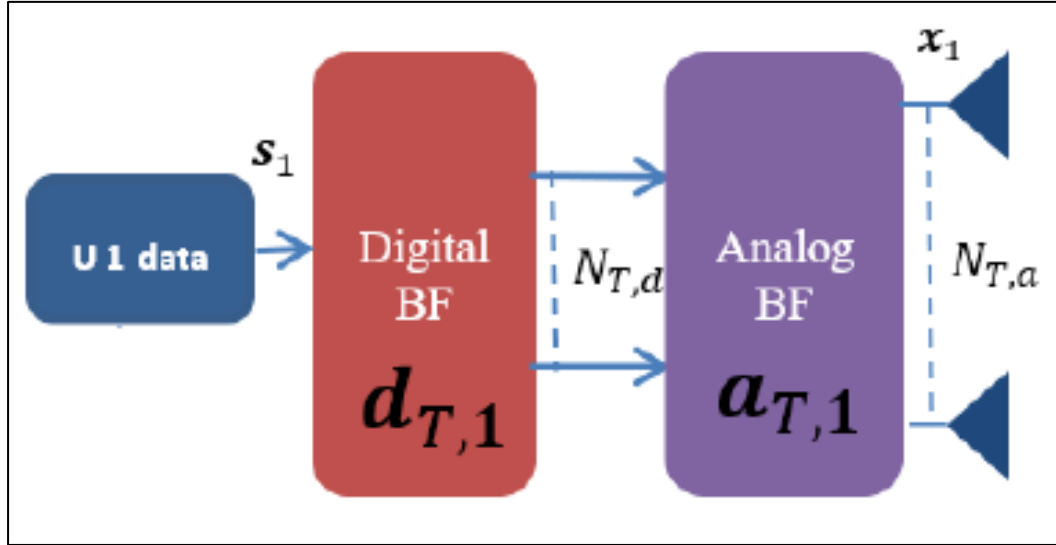 x₁
s₁
U 1 data
Digital
BF
d_{T,1}
N_{T,d}
Analog
BF
a_{T,1}
N_{T,a}